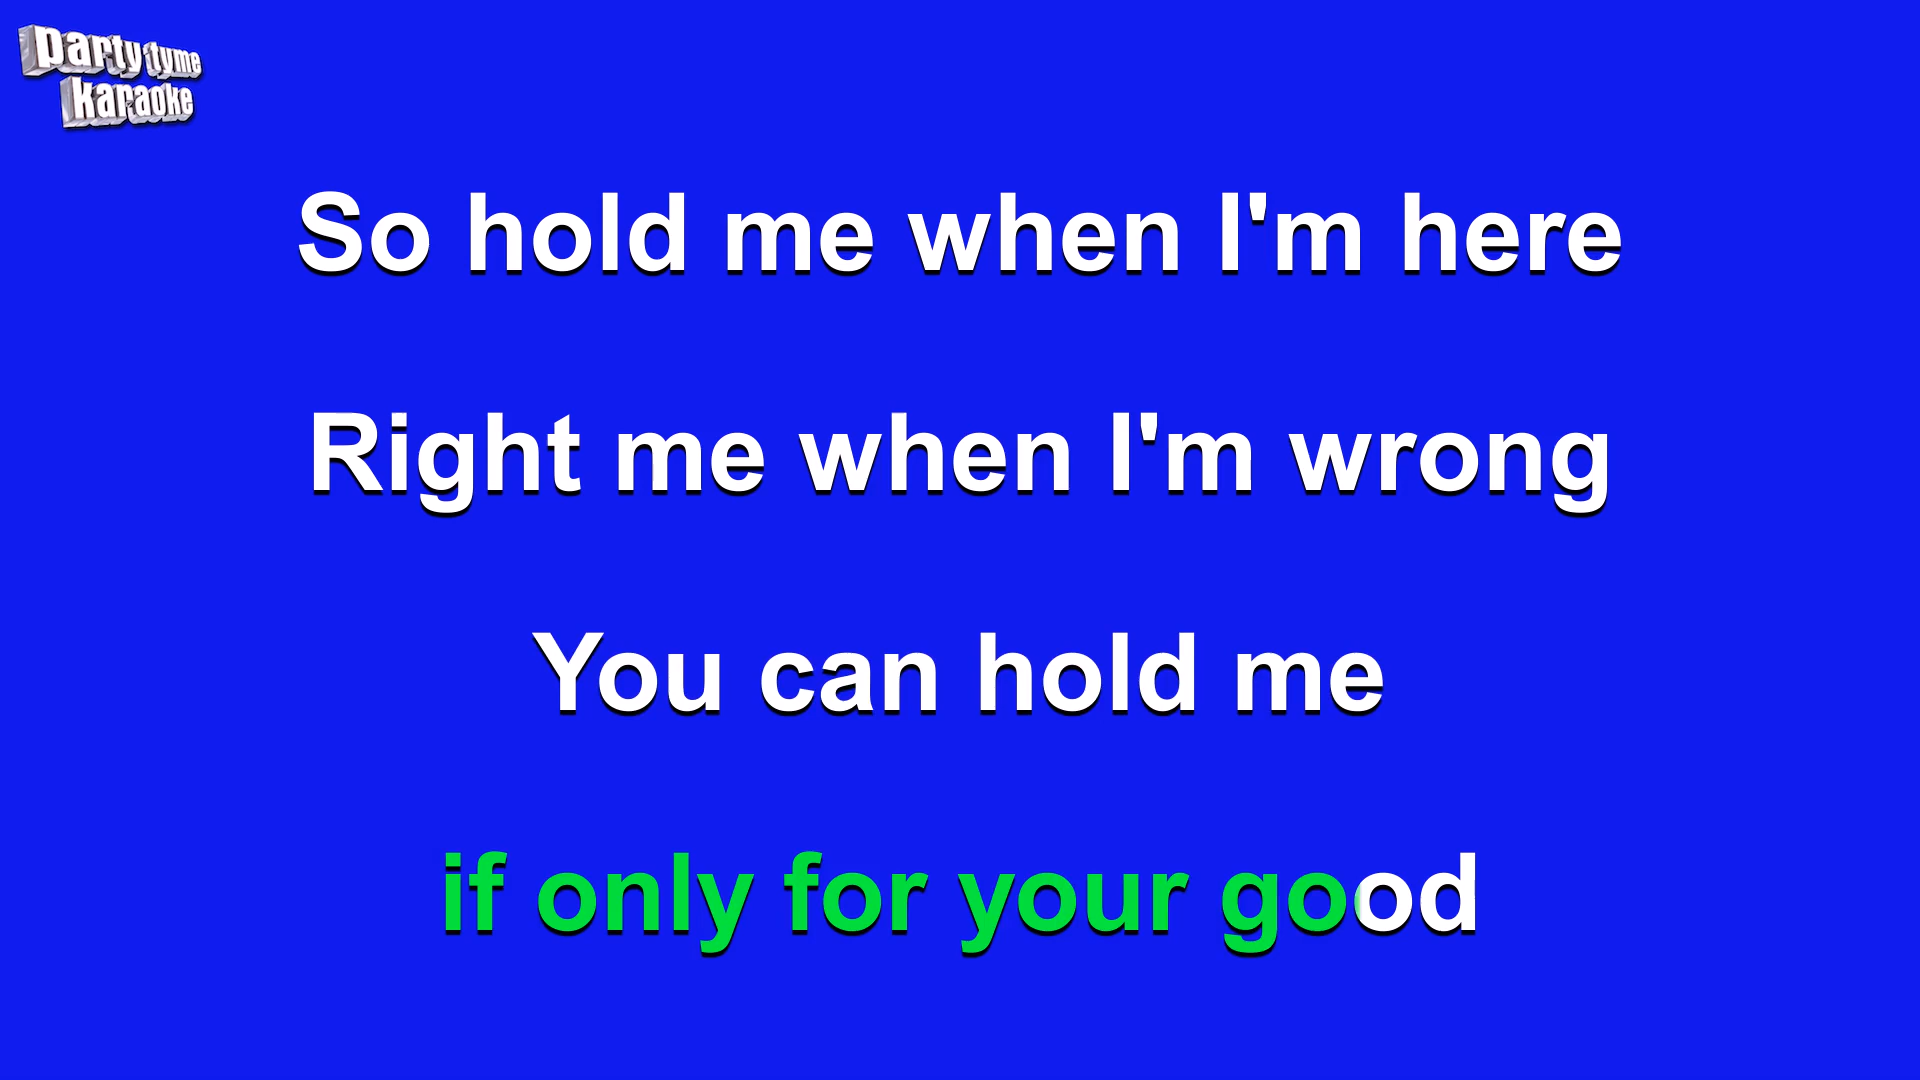 party tyme
karaoke
So hold me when I'm here
Right me when I'm wrong
You can hold me
if only for your good